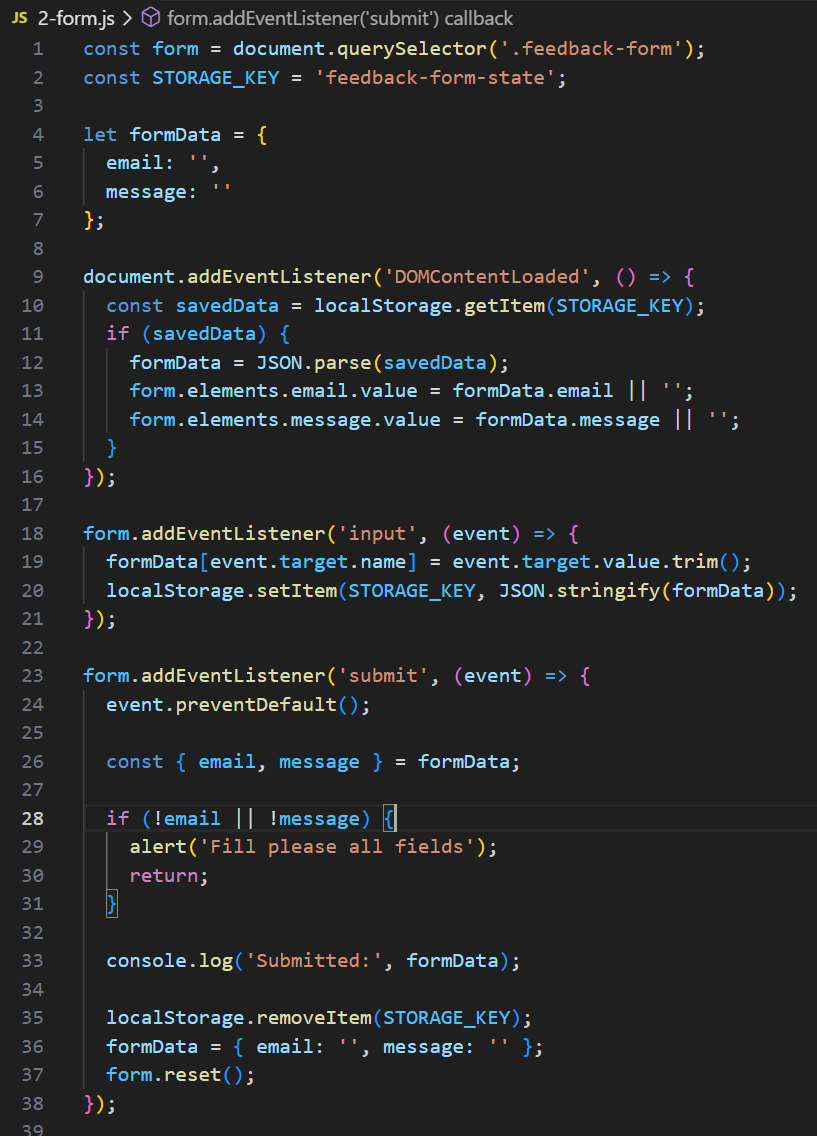 JS 2-form.js > form.addEventListener('submit') callback
1 const form = document.querySelector('.feedback-form');
2 const STORAGE_KEY = 'feedback-form-state';
3
4 let formData = {
5   email: '',
6   message: ''
7 };
8
9 document.addEventListener('DOMContentLoaded', () => {
10   const savedData = localStorage.getItem(STORAGE_KEY);
11   if (savedData) {
12     formData = JSON.parse(savedData);
13     form.elements.email.value = formData.email || '';
14     form.elements.message.value = formData.message || '';
15   }
16 });
17
18 form.addEventListener('input', (event) => {
19   formData[event.target.name] = event.target.value.trim();
20   localStorage.setItem(STORAGE_KEY, JSON.stringify(formData));
21 });
22
23 form.addEventListener('submit', (event) => {
24   event.preventDefault();
25
26   const { email, message } = formData;
27
28   if (!email || !message) {
29     alert('Fill please all fields');
30     return;
31   }
32
33   console.log('Submitted:', formData);
34
35   localStorage.removeItem(STORAGE_KEY);
36   formData = { email: '', message: '' };
37   form.reset();
38 });
39